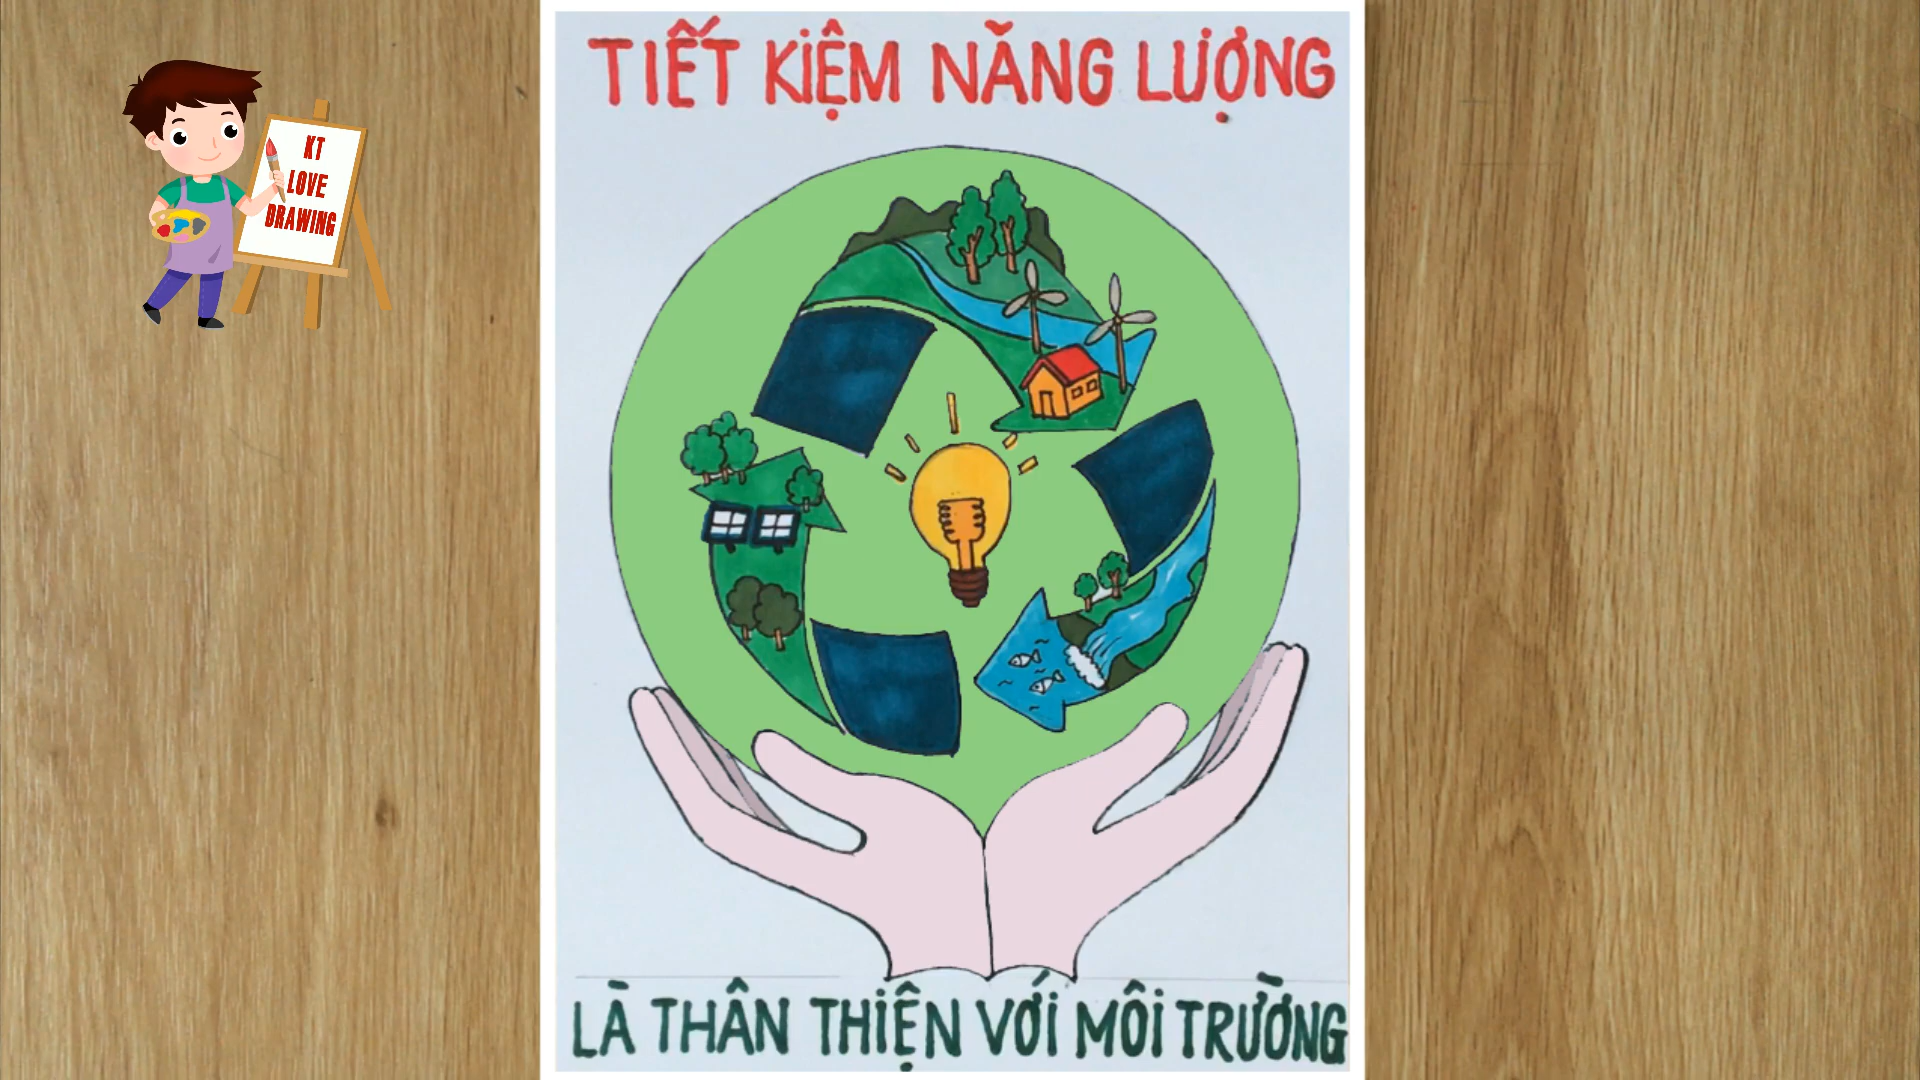 TIẾT KIỆM NĂNG LƯỢNG
KT
LOVE
DRAWING
LÀ THÂN THIỆN VỚI MÔI TRƯỜNG